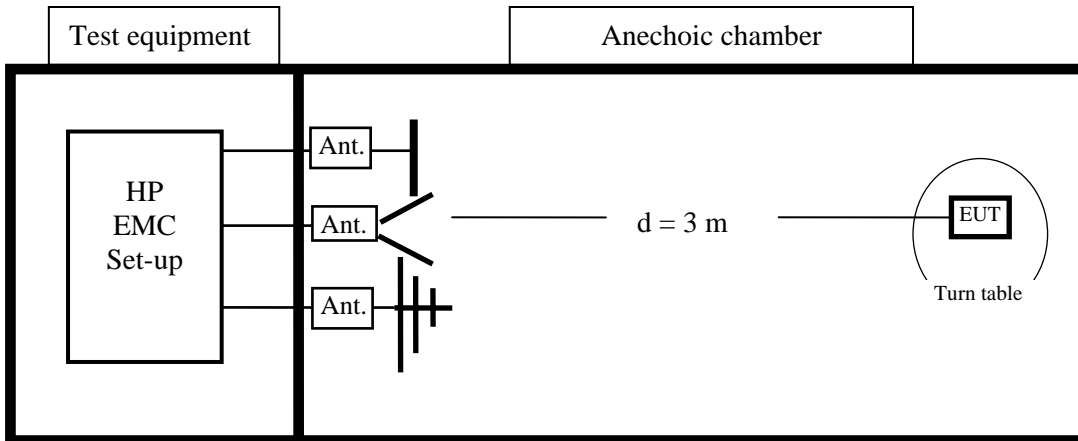 Test equipment
Anechoic chamber
Ant.
HP
EMC
Set-up
Ant.
Ant.
d = 3 m
EUT
Turn table